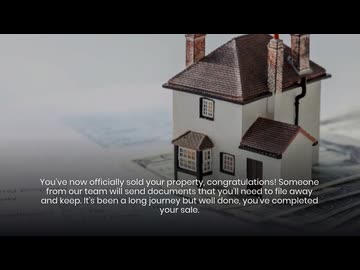 You've now officially sold your property, congratulations! Someone
from our team will send documents that you'll need to file away
and keep. It's been a long journey but well done, you've completed
your sale.